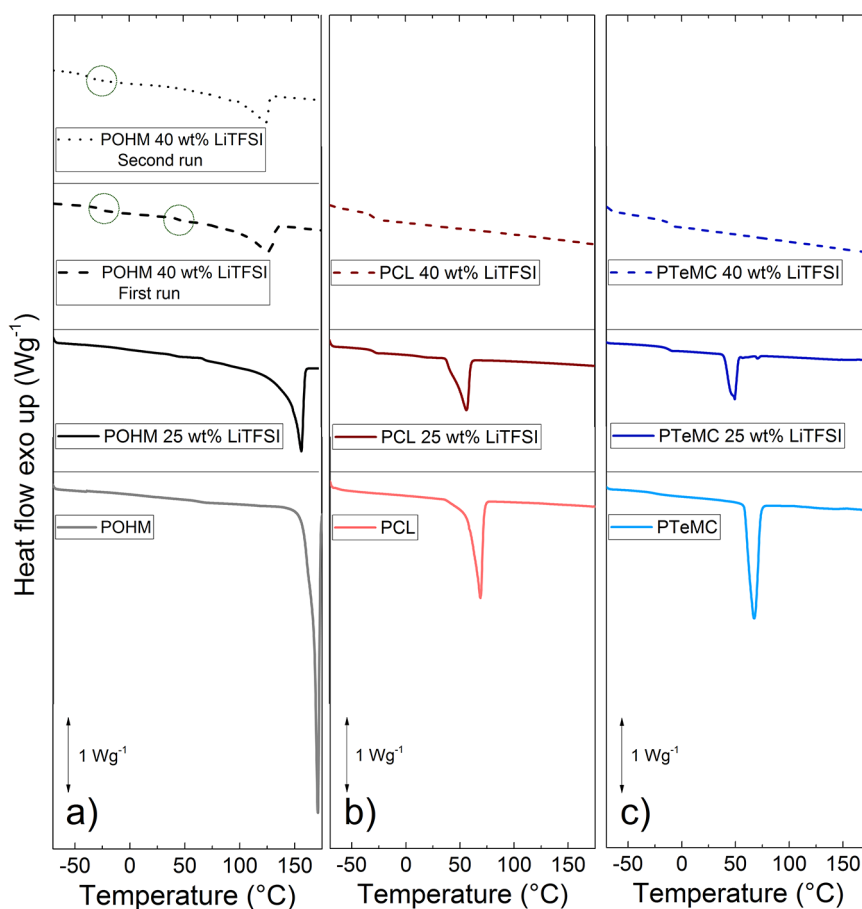 Heat flow exo up (Wg⁻¹)
POHM 40 wt% LiTFSI
Second run
POHM 40 wt% LiTFSI
First run
POHM 25 wt% LiTFSI
POHM
1 Wg⁻¹
a)
-50 0 50 100 150
Temperature (°C)
PCL 40 wt% LiTFSI
PCL 25 wt% LiTFSI
PCL
1 Wg⁻¹
b)
-50 0 50 100 150
Temperature (°C)
PTeMC 40 wt% LiTFSI
PTeMC 25 wt% LiTFSI
PTeMC
1 Wg⁻¹
c)
-50 0 50 100 150
Temperature (°C)